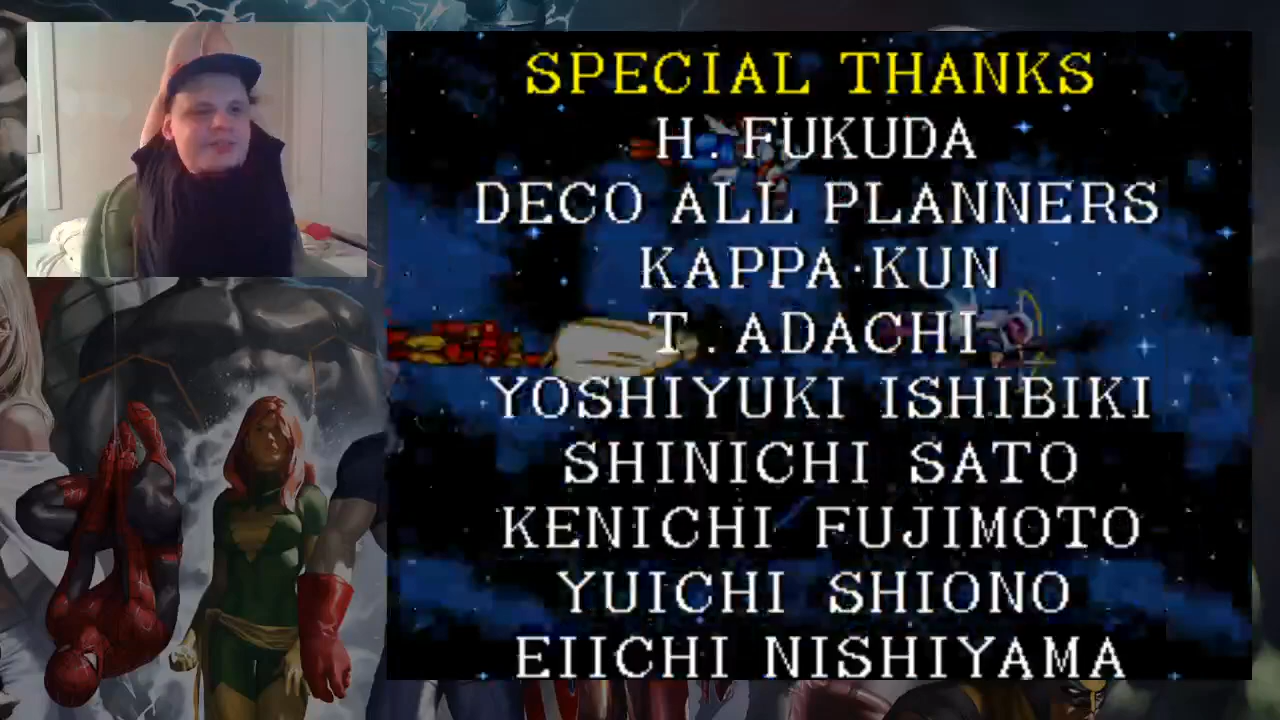 SPECIAL THANKS
H. FUKUDA
DECO ALL PLANNERS
KAPPA·KUN
T. ADACHI
YOSHIYUKI ISHIBIKI
SHINICHI SATO
KENICHI FUJIMOTO
YUICHI SHIONO
EIICHI NISHIYAMA